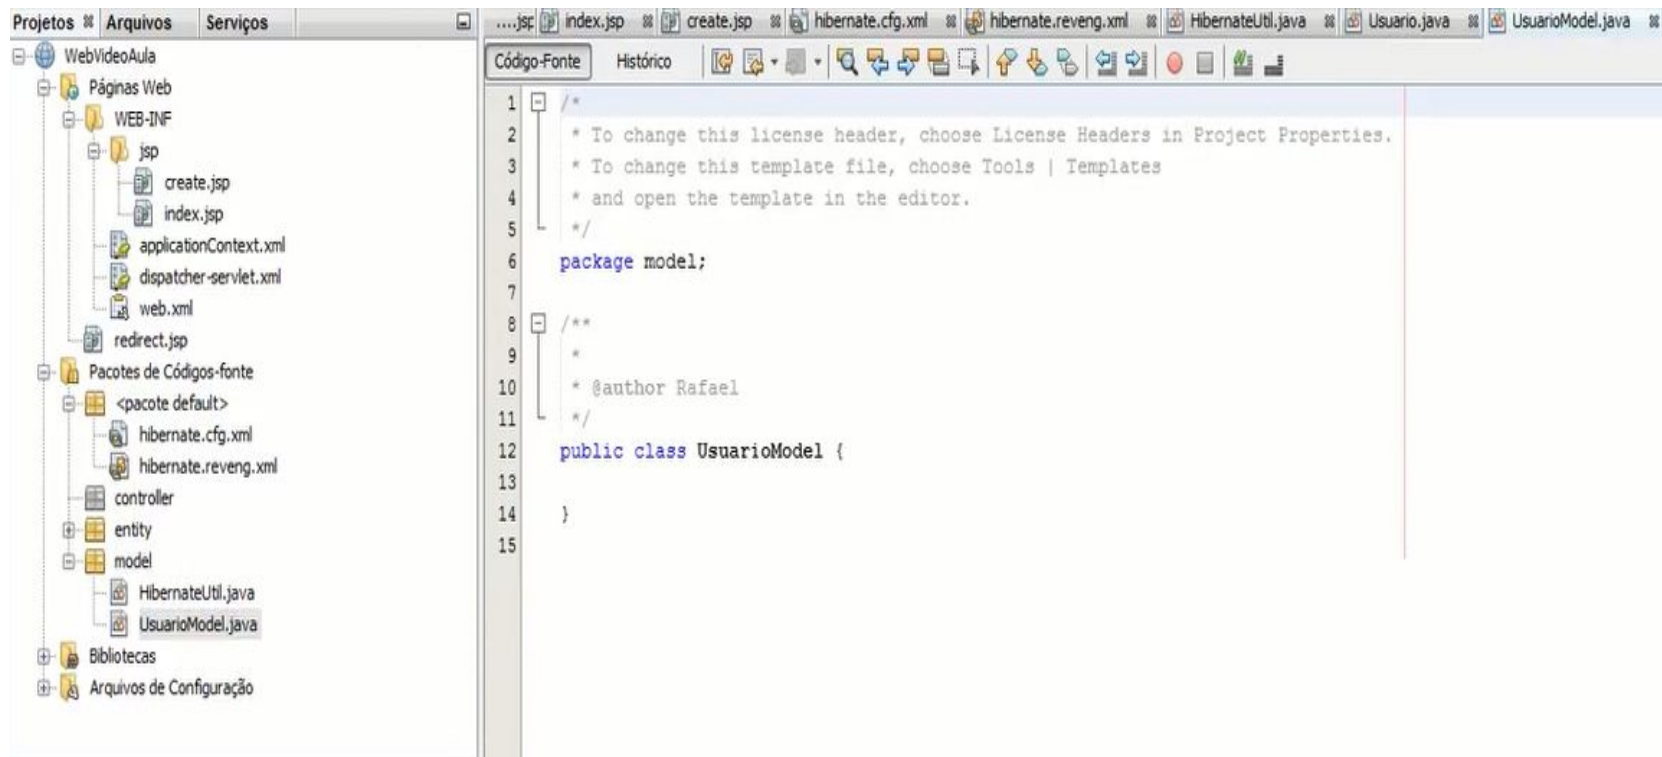 Projetos Arquivos Serviços
WebVideoAula
Páginas Web
WEB-INF
jsp
create.jsp
index.jsp
applicationContext.xml
dispatcher-servlet.xml
web.xml
redirect.jsp
Pacotes de Códigos-fonte
<pacote default>
hibernate.cfg.xml
hibernate.reveng.xml
controller
entity
model
HibernateUtil.java
UsuarioModel.java
Bibliotecas
Arquivos de Configuração
....jsp index.jsp create.jsp hibernate.cfg.xml hibernate.reveng.xml HibernateUtil.java Usuario.java UsuarioModel.java
Código-Fonte Histórico
1 /*
2 * To change this license header, choose License Headers in Project Properties.
3 * To change this template file, choose Tools | Templates
4 * and open the template in the editor.
5 */
6 package model;
7
8 /**
9 *
10 * @author Rafael
11 */
12 public class UsuarioModel {
13
14 }
15